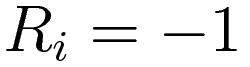 R_i = -1